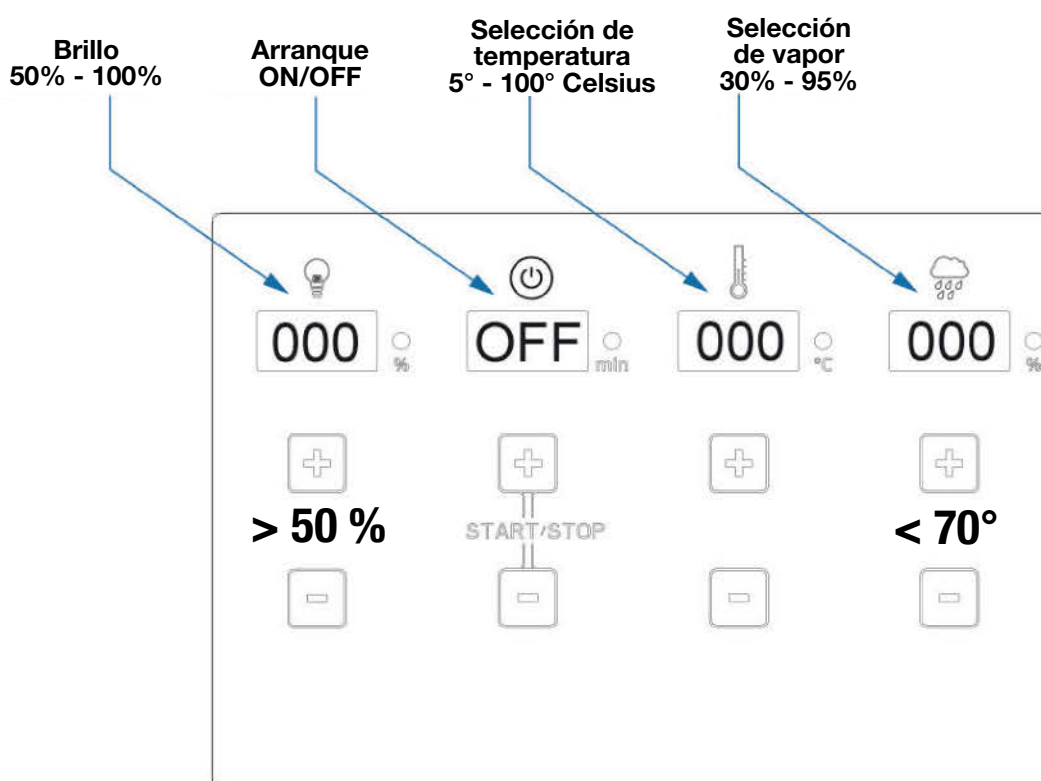 Brillo
50% - 100%
Arranque
ON/OFF
Selección de
temperatura
5° - 100° Celsius
Selección
de vapor
30% - 95%
000
%
OFF
min
000
°C
000
%
> 50 %
START/STOP
< 70°